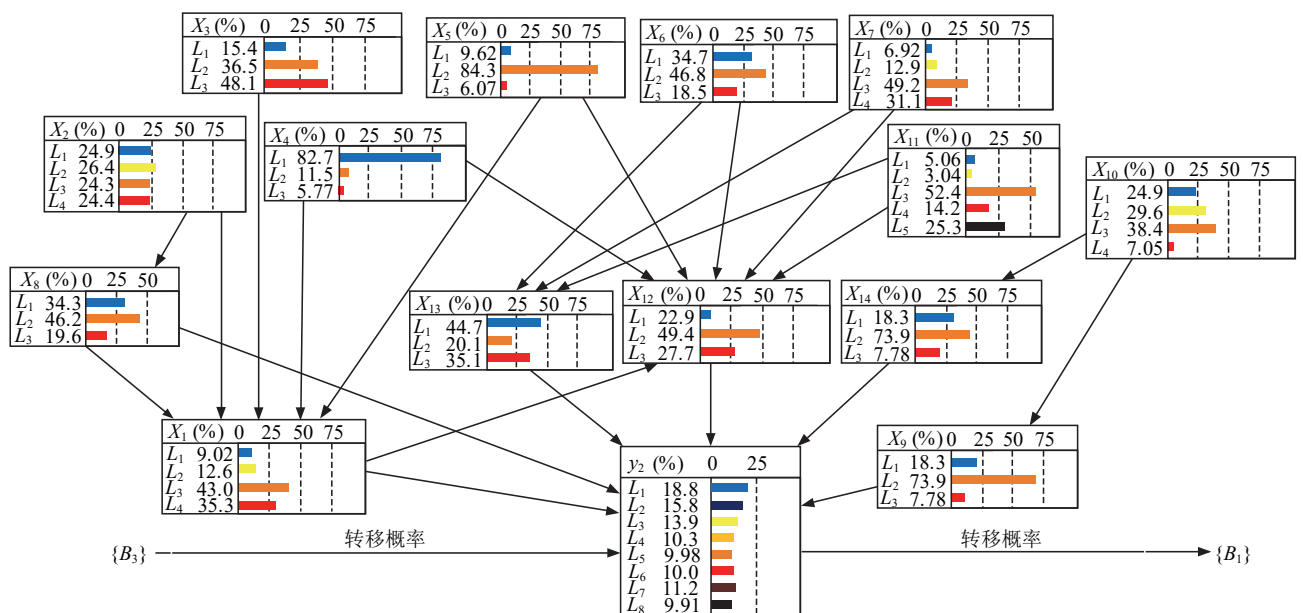 X3 (%) 0 25 50 75
L1 15.4
L2 36.5
L3 48.1
X5 (%) 0 25 50 75
L1 9.62
L2 84.3
L3 6.07
X6 (%) 0 25 50 75
L1 34.7
L2 46.8
L3 18.5
X7 (%) 0 25 50 75
L1 6.92
L2 12.9
L3 49.2
L4 31.1
X2 (%) 0 25 50 75
L1 24.9
L2 26.4
L3 24.3
L4 24.4
X4 (%) 0 25 50 75
L1 82.7
L2 11.5
L3 5.77
X11 (%) 0 25 50
L1 5.06
L2 3.04
L3 52.4
L4 14.2
L5 25.3
X10 (%) 0 25 50 75
L1 24.9
L2 29.6
L3 38.4
L4 7.05
X8 (%) 0 25 50
L1 34.3
L2 46.2
L3 19.6
X13 (%) 0 25 50 75
L1 44.7
L2 20.1
L3 35.1
X12 (%) 0 25 50 75
L1 22.9
L2 49.4
L3 27.7
X14 (%) 0 25 50 75
L1 18.3
L2 73.9
L3 7.78
X1 (%) 0 25 50 75
L1 9.02
L2 12.6
L3 43.0
L4 35.3
y2 (%) 0 25
L1 18.8
L2 15.8
L3 13.9
L4 10.3
L5 9.98
L6 10.0
L7 11.2
L8 9.91
X9 (%) 0 25 50 75
L1 18.3
L2 73.9
L3 7.78
{B3} 转移概率
转移概率 {B1}